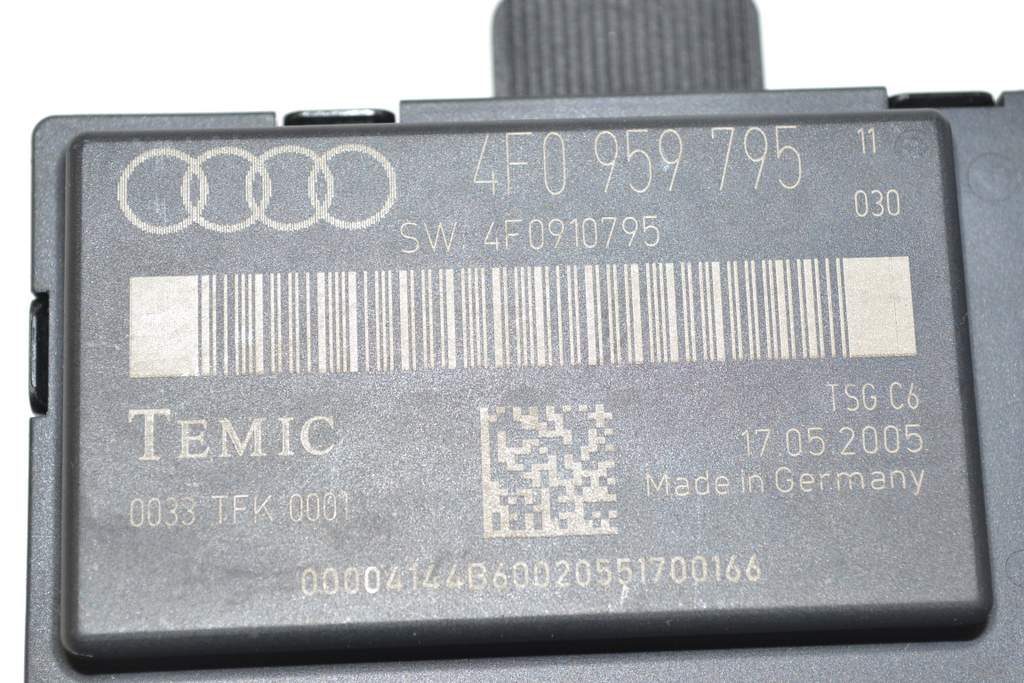 4F0 959 795 11
030
SW: 4F0910795
TEMIC
TSG C6
17.05.2005
Made in Germany
0033 TFK 0001
00004144B60020551700166